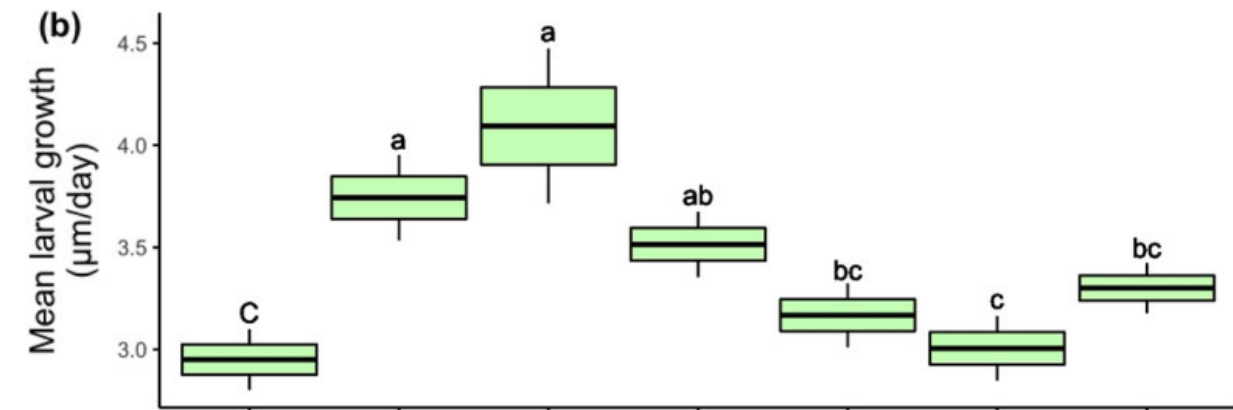 (b)
Mean larval growth
(μm/day)
4.5
4.0
3.5
3.0
C
a
a
ab
bc
c
bc